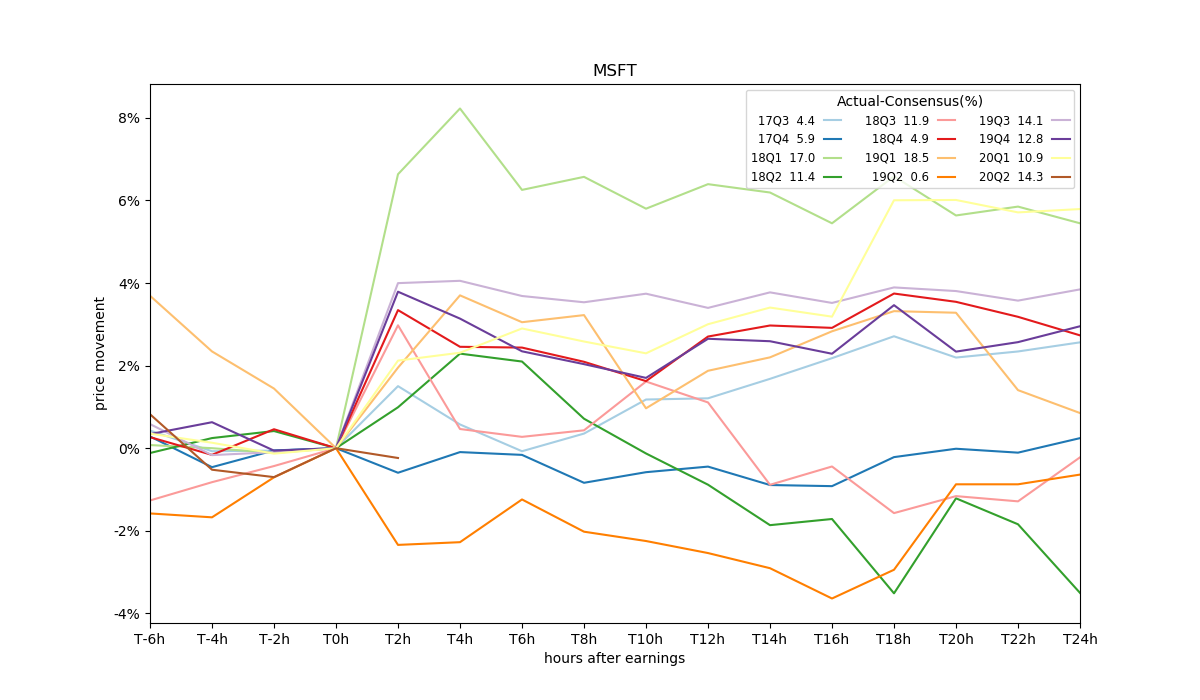 MSFT
Actual-Consensus(%)
17Q3 4.4 18Q3 11.9 19Q3 14.1
17Q4 5.9 18Q4 4.9 19Q4 12.8
18Q1 17.0 19Q1 18.5 20Q1 10.9
18Q2 11.4 19Q2 0.6 20Q2 14.3
8%
6%
4%
2%
0%
-2%
-4%
price movement
T-6h T-4h T-2h T0h T2h T4h T6h T8h T10h T12h T14h T16h T18h T20h T22h T24h
hours after earnings